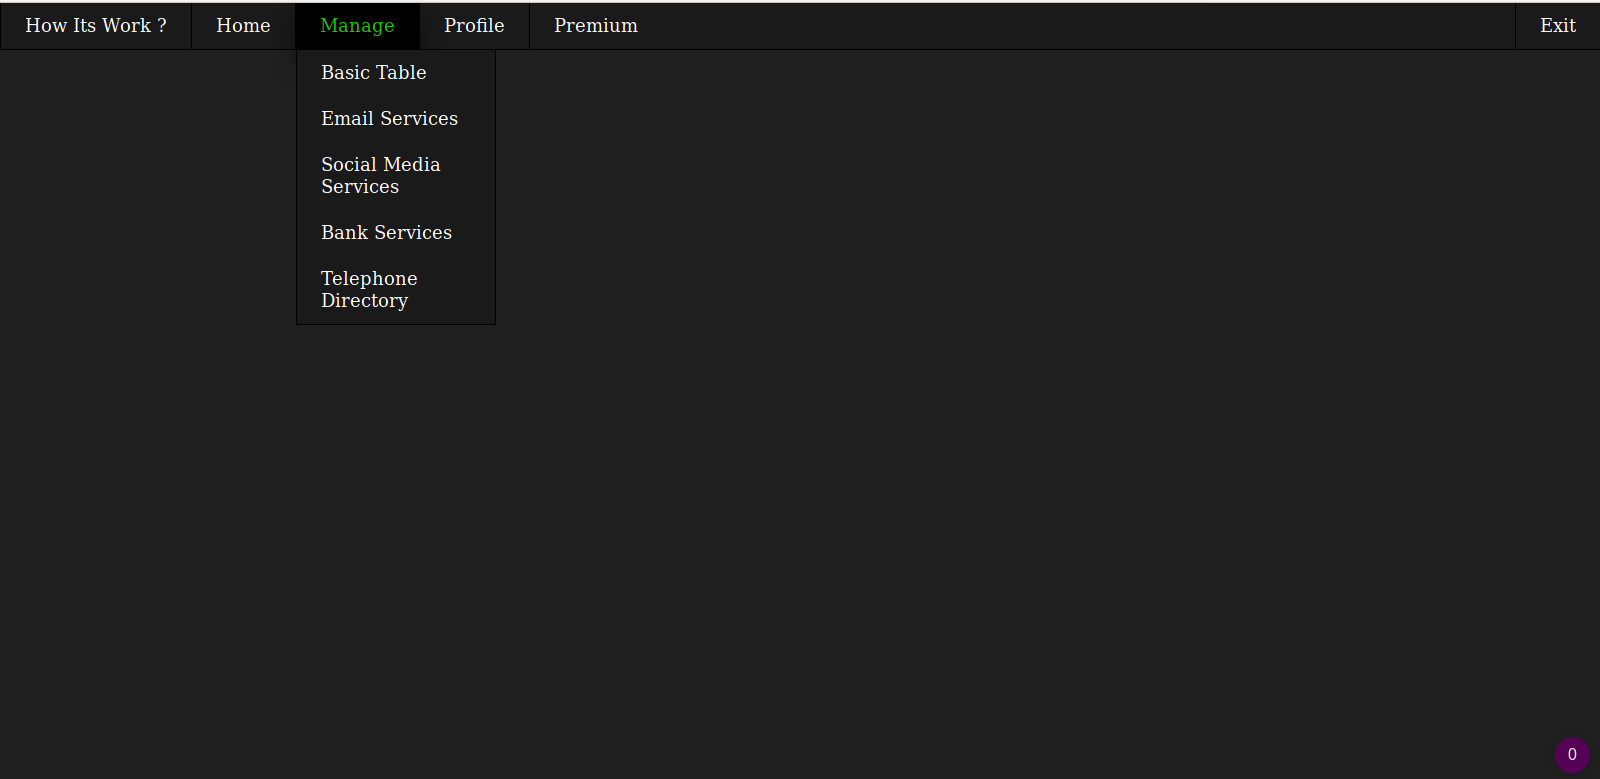 How Its Work ? Home Manage Profile Premium Exit
Basic Table
Email Services
Social Media
Services
Bank Services
Telephone
Directory
0